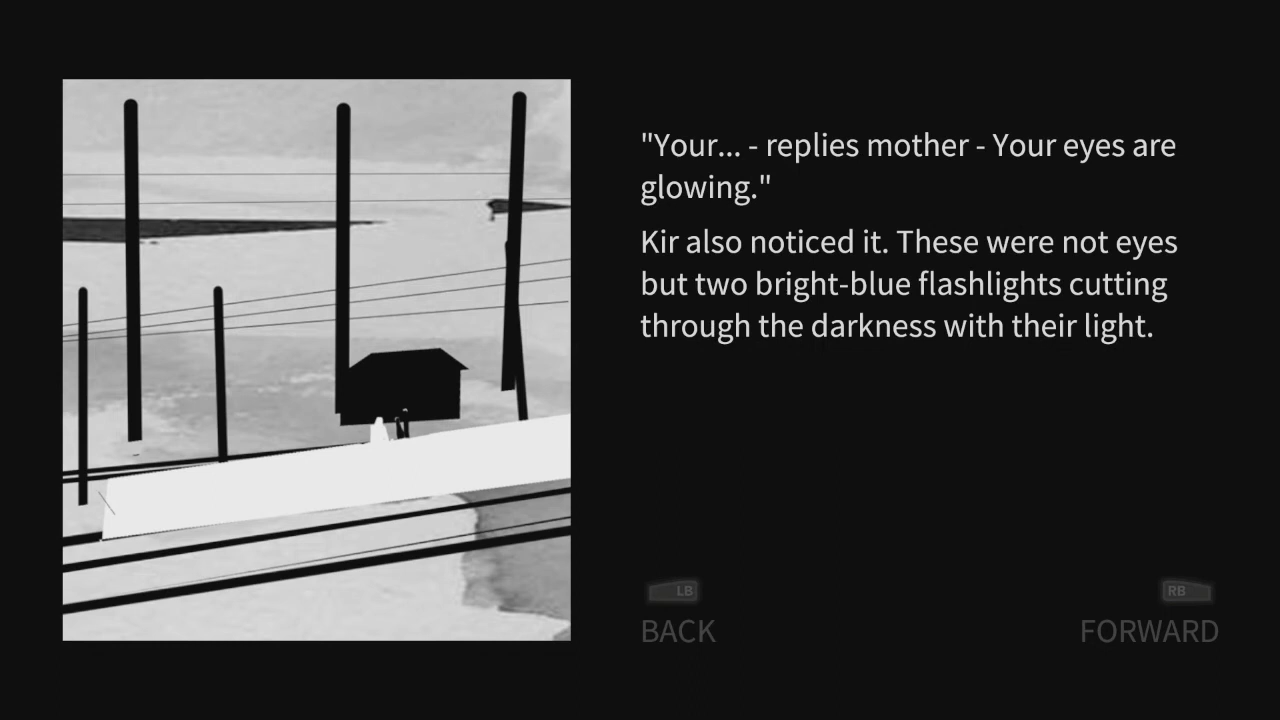 "Your... - replies mother - Your eyes are
glowing."
Kir also noticed it. These were not eyes
but two bright-blue flashlights cutting
through the darkness with their light.
LB
RB
BACK
FORWARD